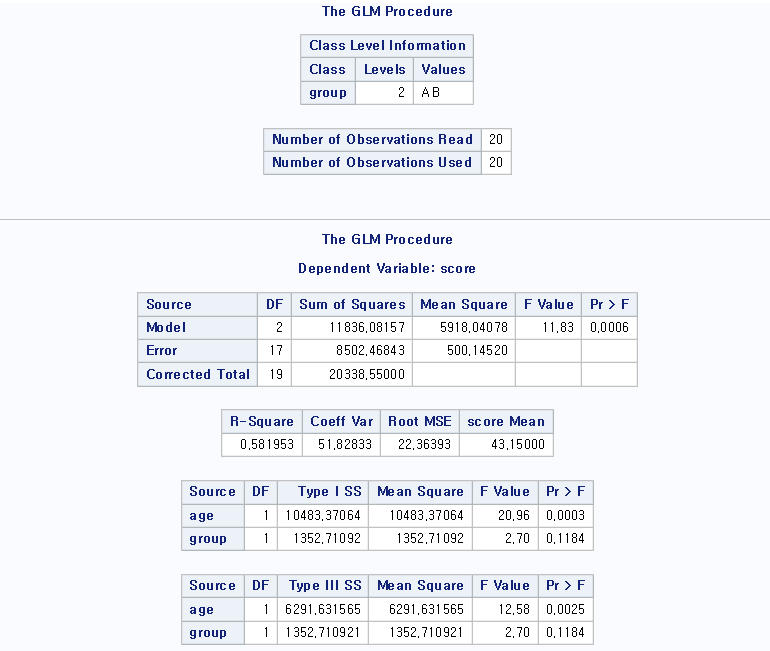 The GLM Procedure
Class Level Information
Class Levels Values
group 2 A B
Number of Observations Read 20
Number of Observations Used 20
The GLM Procedure
Dependent Variable: score
Source DF Sum of Squares Mean Square F Value Pr > F
Model 2 11836,08157 5918,04078 11,83 0,0006
Error 17 8502,46843 500,14520
Corrected Total 19 20338,55000
R-Square Coeff Var Root MSE score Mean
0,581953 51,82833 22,36393 43,15000
Source DF Type I SS Mean Square F Value Pr > F
age 1 10483,37064 10483,37064 20,96 0,0003
group 1 1352,71092 1352,71092 2,70 0,1184
Source DF Type III SS Mean Square F Value Pr > F
age 1 6291,631565 6291,631565 12,58 0,0025
group 1 1352,710921 1352,710921 2,70 0,1184